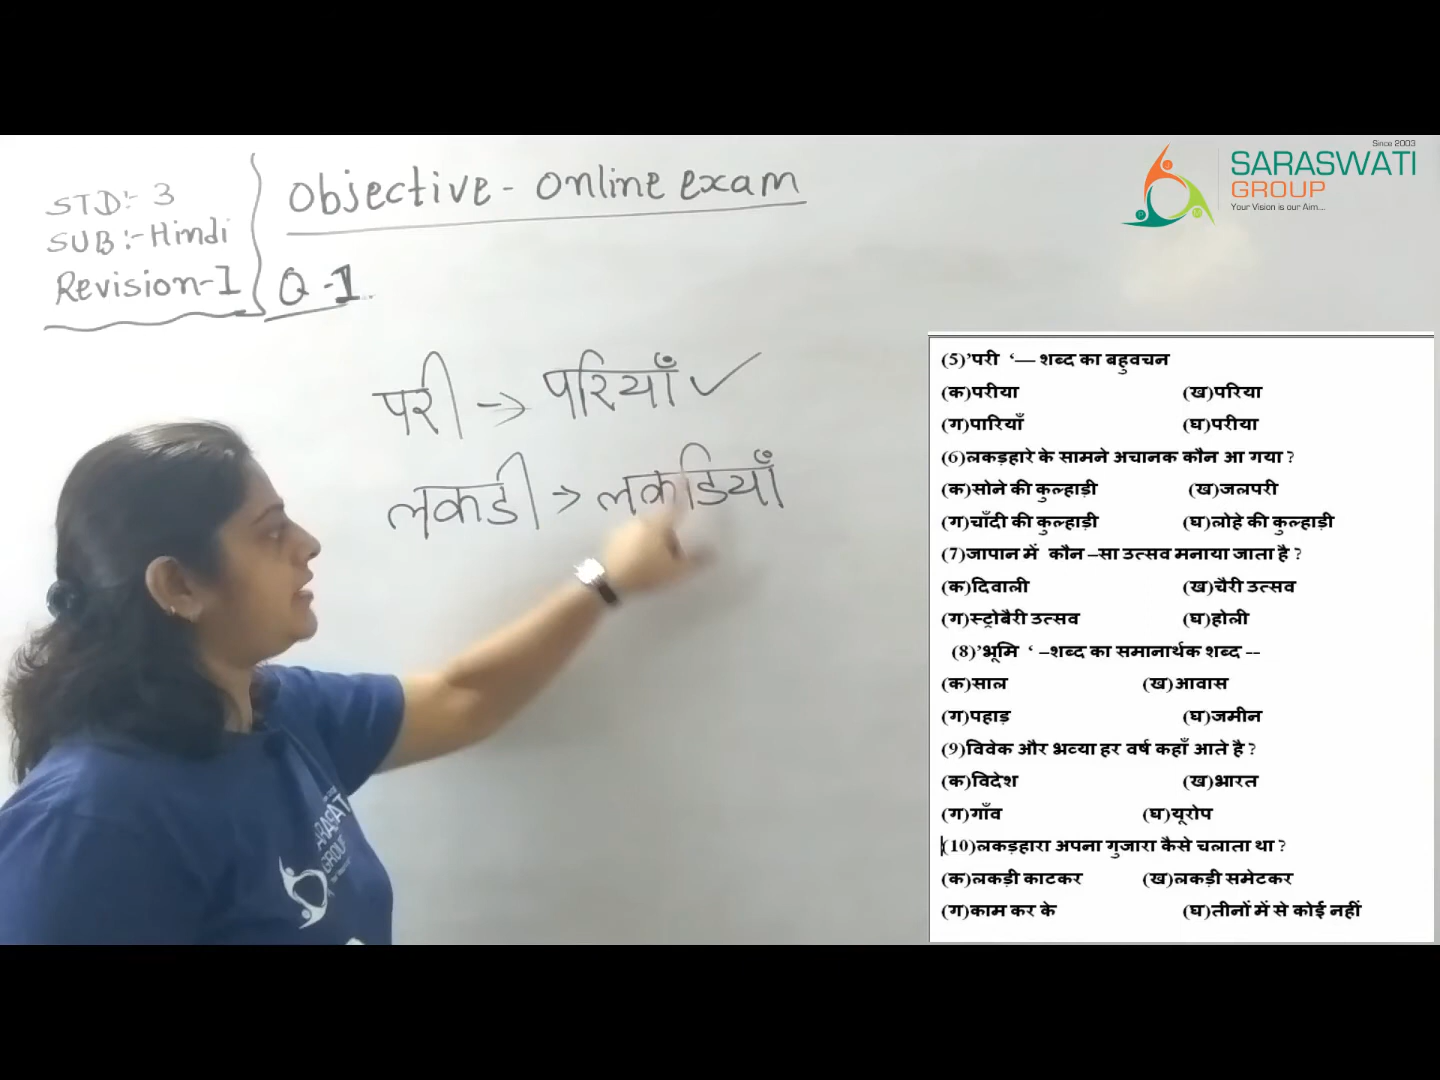 STD:- 3
SUB:- Hindi
Revision-1
Objective - Online exam
Q-1.
परी -> परियाँ ✓
लकडी -> लकडियाँ
Since 2003
SARASWATI
GROUP
Your Vision is our Aim...
(5)'परी ‘— शब्द का बहुवचन
(क)परीया (ख)परिया
(ग)पारियाँ (घ)परीया
(6)लकड़हारे के सामने अचानक कौन आ गया ?
(क)सोने की कुल्हाड़ी (ख)जलपरी
(ग)चाँदी की कुल्हाड़ी (घ)लोहे की कुल्हाड़ी
(7)जापान में कौन –सा उत्सव मनाया जाता है ?
(क)दिवाली (ख)चैरी उत्सव
(ग)स्ट्रोबैरी उत्सव (घ)होली
(8)'भूमि ‘ –शब्द का समानार्थक शब्द --
(क)साल (ख)आवास
(ग)पहाड़ (घ)जमीन
(9)विवेक और भव्या हर वर्ष कहाँ आते है ?
(क)विदेश (ख)भारत
(ग)गाँव (घ)यूरोप
(10)लकड़हारा अपना गुजारा कैसे चलाता था ?
(क)लकड़ी काटकर (ख)लकड़ी समेटकर
(ग)काम कर के (घ)तीनों में से कोई नहीं
GROUP